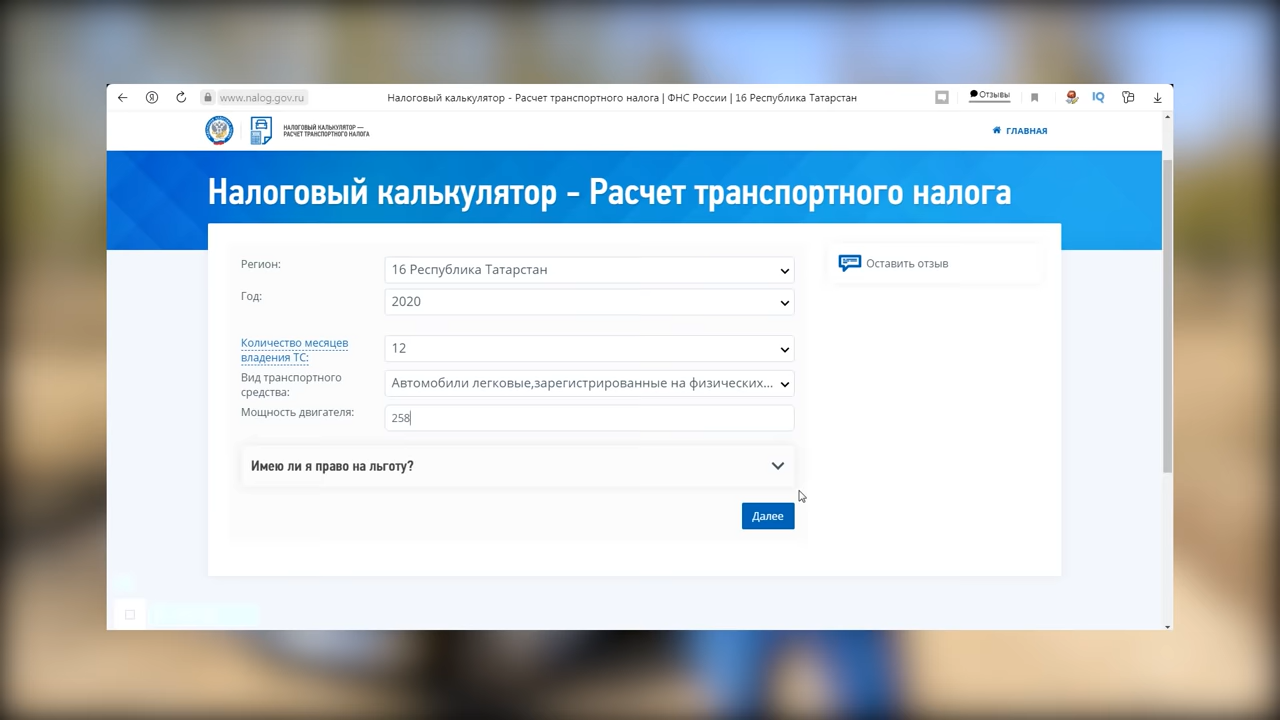 www.nalog.gov.ru
Налоговый калькулятор - Расчет транспортного налога | ФНС России | 16 Республика Татарстан
Отзывы
IQ
НАЛОГОВЫЙ КАЛЬКУЛЯТОР —
РАСЧЕТ ТРАНСПОРТНОГО НАЛОГА
ГЛАВНАЯ
Налоговый калькулятор – Расчет транспортного налога
Регион:
16 Республика Татарстан
Оставить отзыв
Год:
2020
Количество месяцев
владения ТС:
12
Вид транспортного
средства:
Автомобили легковые,зарегистрированные на физических...
Мощность двигателя:
258
Имею ли я право на льготу?
Далее